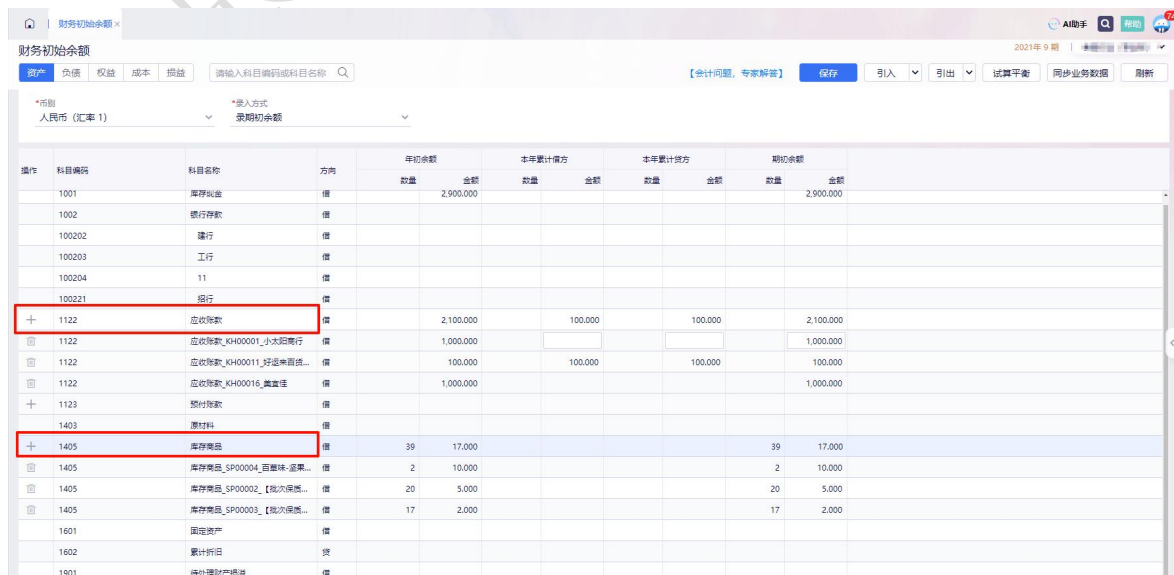 财务初始余额 ×
AI助手 帮助 74
财务初始余额
2021年 9 期
资产 负债 权益 成本 损益 请输入科目编码或科目名称 【会计问题，专家解答】 保存 引入 引出 试算平衡 同步业务数据 刷新
*币别 *录入方式
人民币（汇率 1） 录期初余额
操作 科目编码 科目名称 方向 年初余额 本年累计借方 本年累计贷方 期初余额
数量 金额 数量 金额 数量 金额 数量 金额
1001 库存现金 借 2,900.000 2,900.000
1002 银行存款 借
100202 建行 借
100203 工行 借
100204 11 借
100221 招行 借
+ 1122 应收账款 借 2,100.000 100.000 100.000 2,100.000
1122 应收账款_KH00001_小太阳商行 借 1,000.000 1,000.000
1122 应收账款_KH00011_好运来百货... 借 100.000 100.000 100.000 100.000
1122 应收账款_KH00016_美宜佳 借 1,000.000 1,000.000
+ 1123 预付账款 借
1403 原材料 借
+ 1405 库存商品 借 39 17.000 39 17.000
1405 库存商品_SP00004_百草味-坚果... 借 2 10.000 2 10.000
1405 库存商品_SP00002_【批次保质... 借 20 5.000 20 5.000
1405 库存商品_SP00003_【批次保质... 借 17 2.000 17 2.000
1601 固定资产 借
1602 累计折旧 贷
1901 待处理财产损溢 借